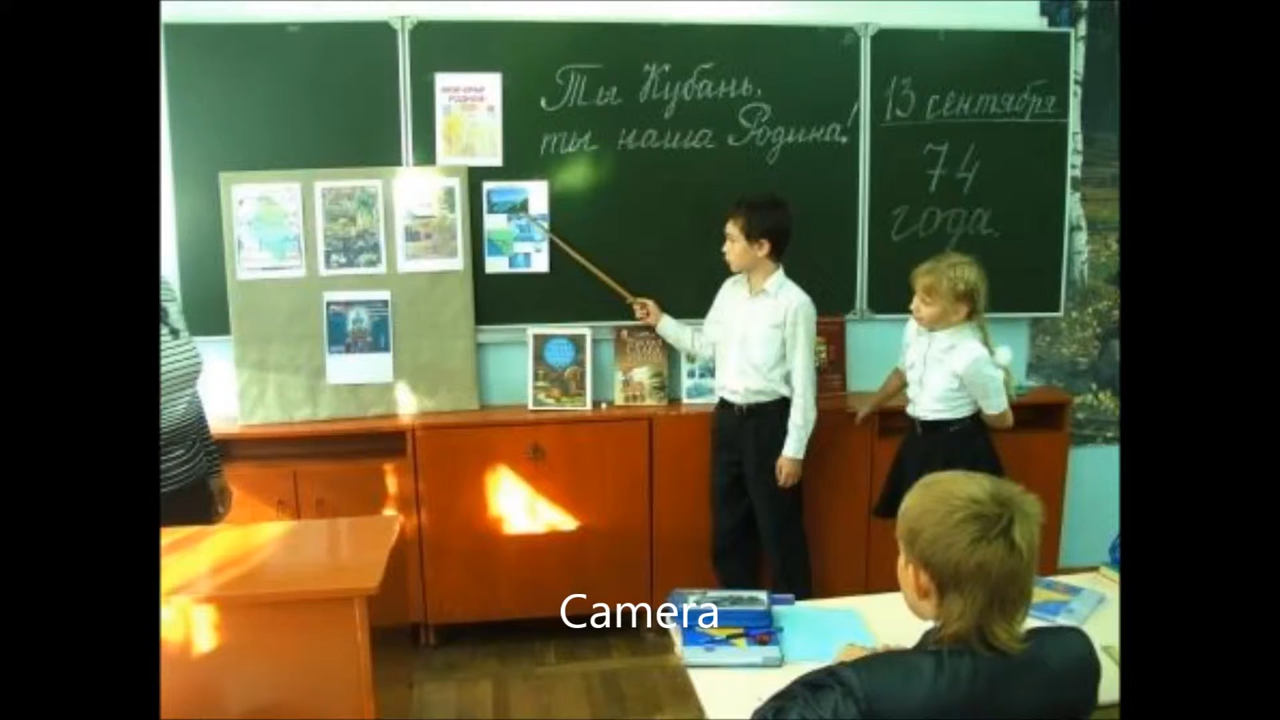 Ты Кубань,
ты наша Родина!
13 сентября
74
года.
Camera